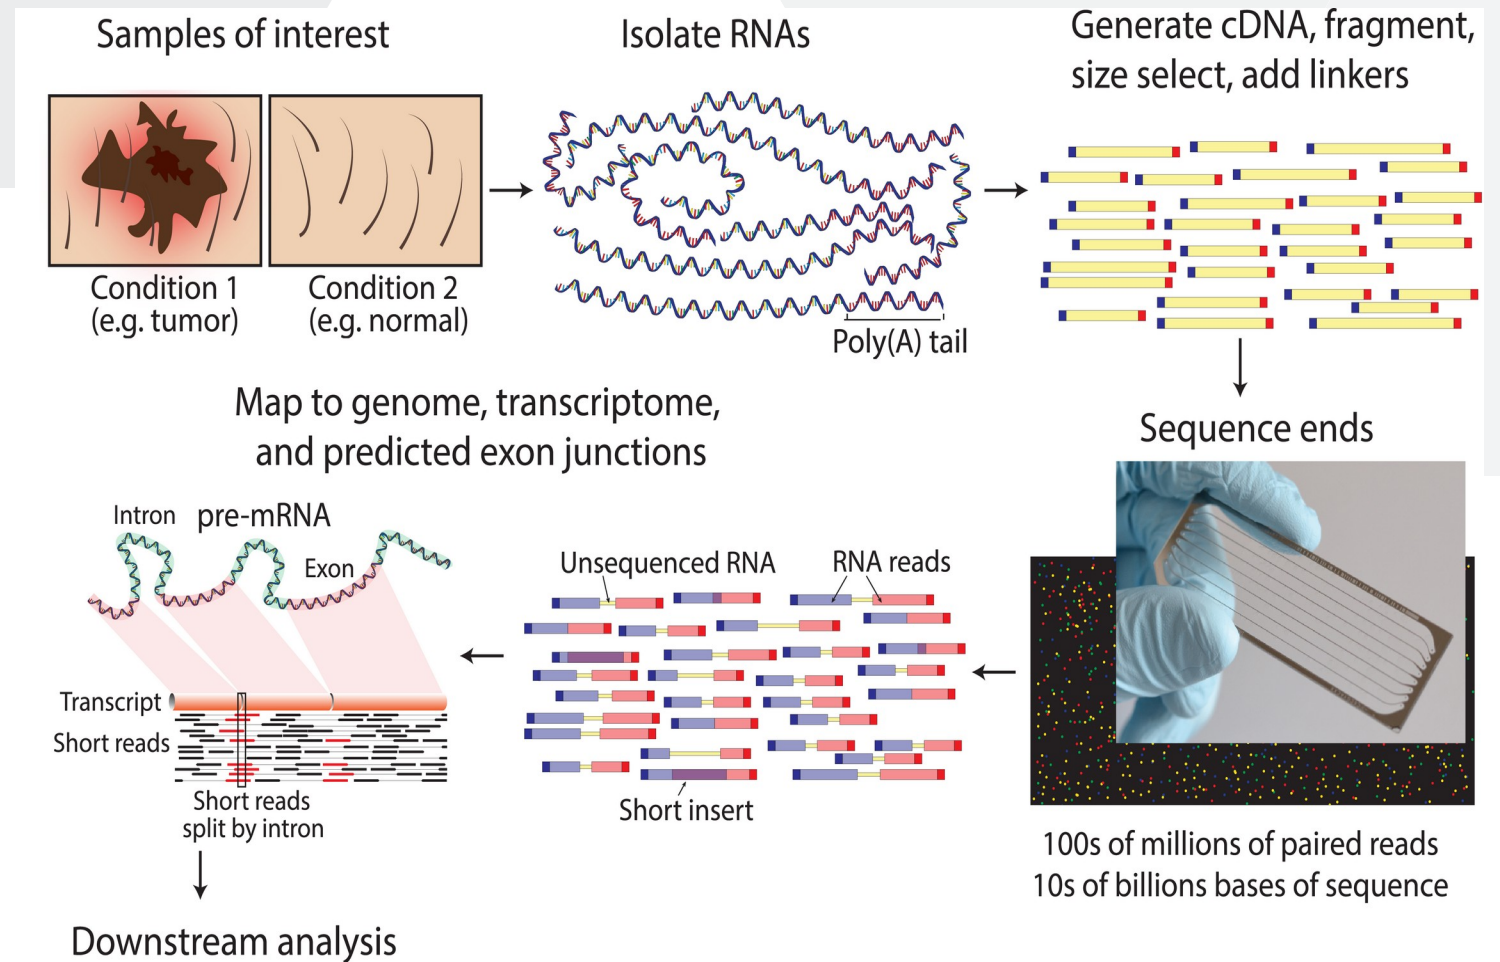 Samples of interest
Condition 1
(e.g. tumor)
Condition 2
(e.g. normal)
Isolate RNAs
Poly(A) tail
Generate cDNA, fragment,
size select, add linkers
Sequence ends
100s of millions of paired reads
10s of billions bases of sequence
Unsequenced RNA
RNA reads
Short insert
Map to genome, transcriptome,
and predicted exon junctions
Intron
pre-mRNA
Exon
Transcript
Short reads
Short reads
split by intron
Downstream analysis